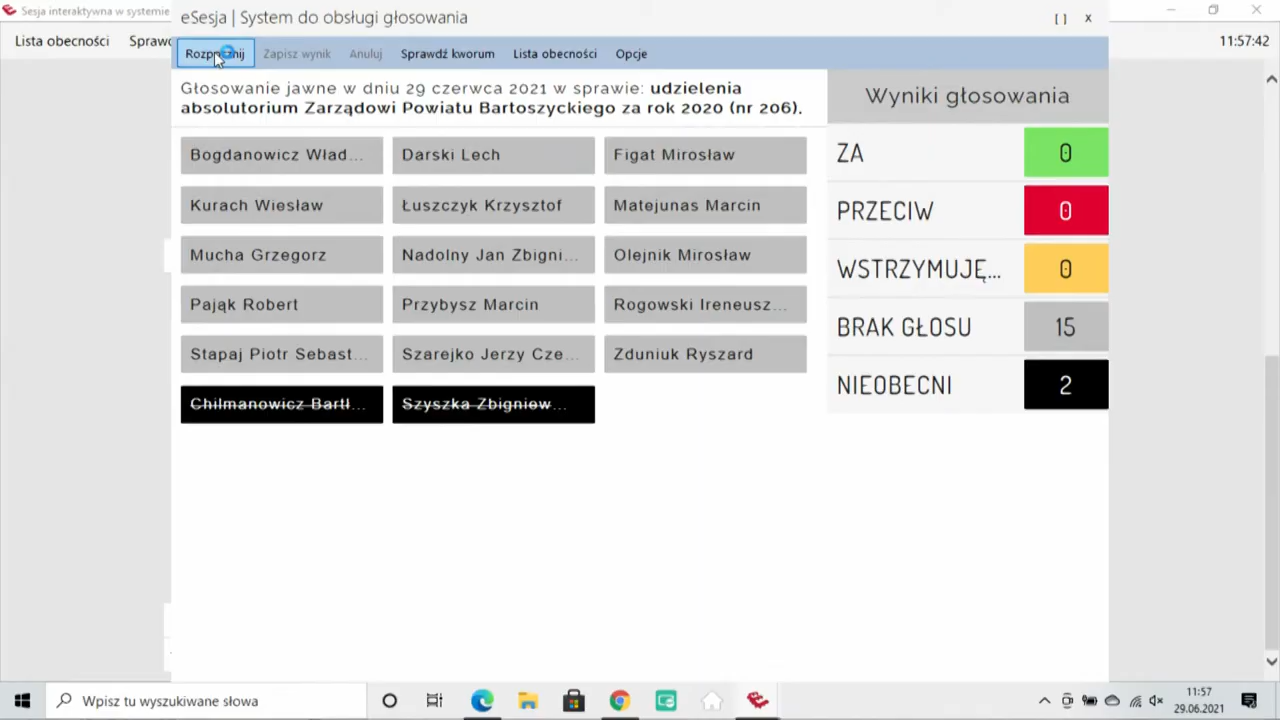 Sesja interaktywna w systemie
eSesja | System do obsługi głosowania
[ ] x
Lista obecności
11:57:42
Zapisz wynik Anuluj Sprawdź kworum Lista obecności Opcje
Głosowanie jawne w dniu 29 czerwca 2021 w sprawie: udzielenia
absolutorium Zarządowi Powiatu Bartoszyckiego za rok 2020 (nr 206).
Bogdanowicz Wład... Darski Lech Figat Mirosław
Kurach Wiesław Łuszczyk Krzysztof Matejunas Marcin
Mucha Grzegorz Nadolny Jan Zbigni... Olejnik Mirosław
Pająk Robert Przybysz Marcin Rogowski Ireneusz...
Stapaj Piotr Sebast... Szarejko Jerzy Cze... Zduniuk Ryszard
Chilmanowicz Bartł... Szyszka Zbigniew...
Wyniki głosowania
ZA 0
PRZECIW 0
WSTRZYMUJĘ... 0
BRAK GŁOSU 15
NIEOBECNI 2
Wpisz tu wyszukiwane słowa
11:57
29.06.2021